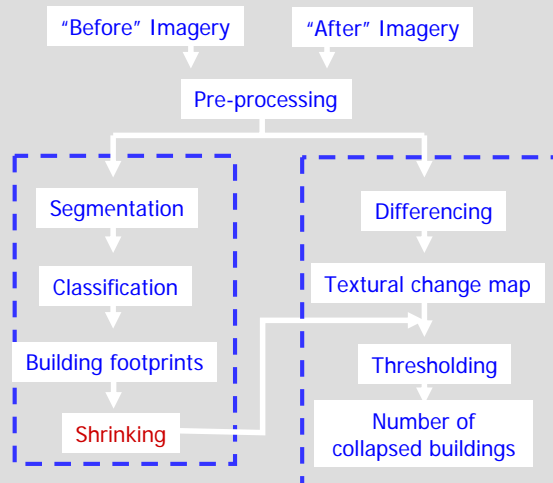 “Before” Imagery
“After” Imagery
Pre-processing
Segmentation
Classification
Building footprints
Shrinking
Differencing
Textural change map
Thresholding
Number of
collapsed buildings